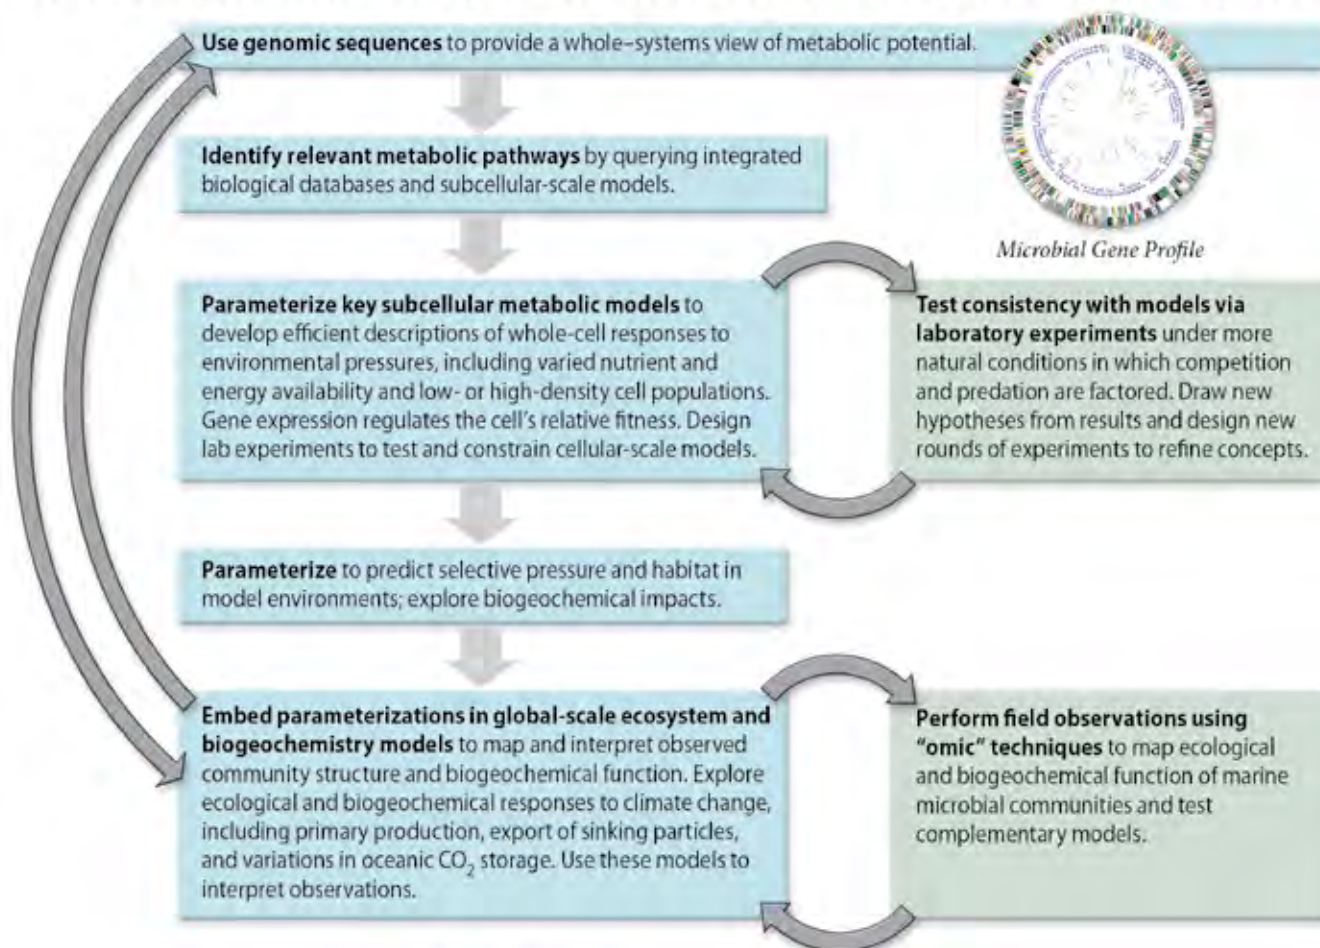 Use genomic sequences to provide a whole–systems view of metabolic potential.
Identify relevant metabolic pathways by querying integrated
biological databases and subcellular-scale models.
Microbial Gene Profile
Parameterize key subcellular metabolic models to
develop efficient descriptions of whole-cell responses to
environmental pressures, including varied nutrient and
energy availability and low- or high-density cell populations.
Gene expression regulates the cell's relative fitness. Design
lab experiments to test and constrain cellular-scale models.
Test consistency with models via
laboratory experiments under more
natural conditions in which competition
and predation are factored. Draw new
hypotheses from results and design new
rounds of experiments to refine concepts.
Parameterize to predict selective pressure and habitat in
model environments; explore biogeochemical impacts.
Embed parameterizations in global-scale ecosystem and
biogeochemistry models to map and interpret observed
community structure and biogeochemical function. Explore
ecological and biogeochemical responses to climate change,
including primary production, export of sinking particles,
and variations in oceanic CO₂ storage. Use these models to
interpret observations.
Perform field observations using
"omic" techniques to map ecological
and biogeochemical function of marine
microbial communities and test
complementary models.